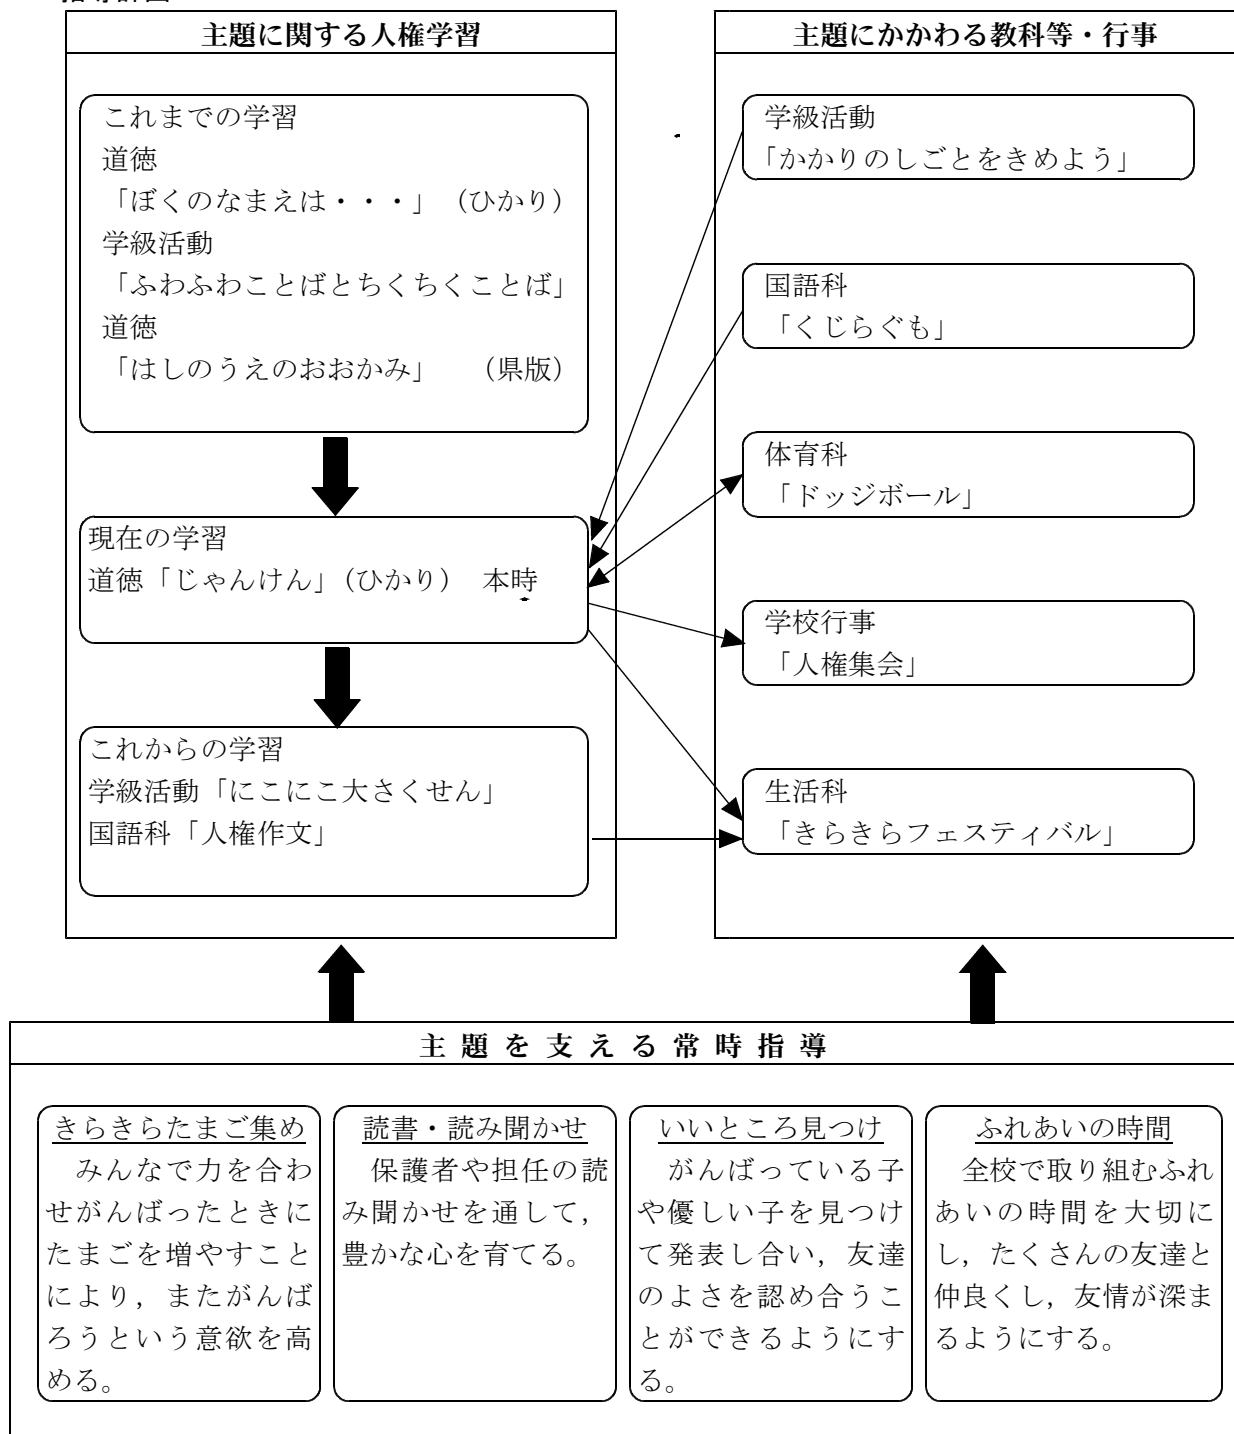 主題に関する人権学習
これまでの学習
道徳
「ぼくのなまえは・・・」（ひかり）
学級活動
「ふわふわことばとちくちくことば」
道徳
「はしのうえのおおかみ」　（県版）
現在の学習
道徳「じゃんけん」（ひかり）　本時
これからの学習
学級活動「にこにこ大さくせん」
国語科「人権作文」
主題にかかわる教科等・行事
学級活動
「かかりのしごとをきめよう」
国語科
「くじらぐも」
体育科
「ドッジボール」
学校行事
「人権集会」
生活科
「きらきらフェスティバル」
主題を支える常時指導
きらきらたまご集め
みんなで力を合わ
せがんばったときに
たまごを増やすこと
により，またがんば
ろうという意欲を高
める。
読書・読み聞かせ
保護者や担任の読
み聞かせを通して，
豊かな心を育てる。
いいところ見つけ
がんばっている子
や優しい子を見つけ
て発表し合い，友達
のよさを認め合うこ
とができるようにす
る。
ふれあいの時間
全校で取り組むふれ
あいの時間を大切に
し，たくさんの友達と
仲良くし，友情が深ま
るようにする。